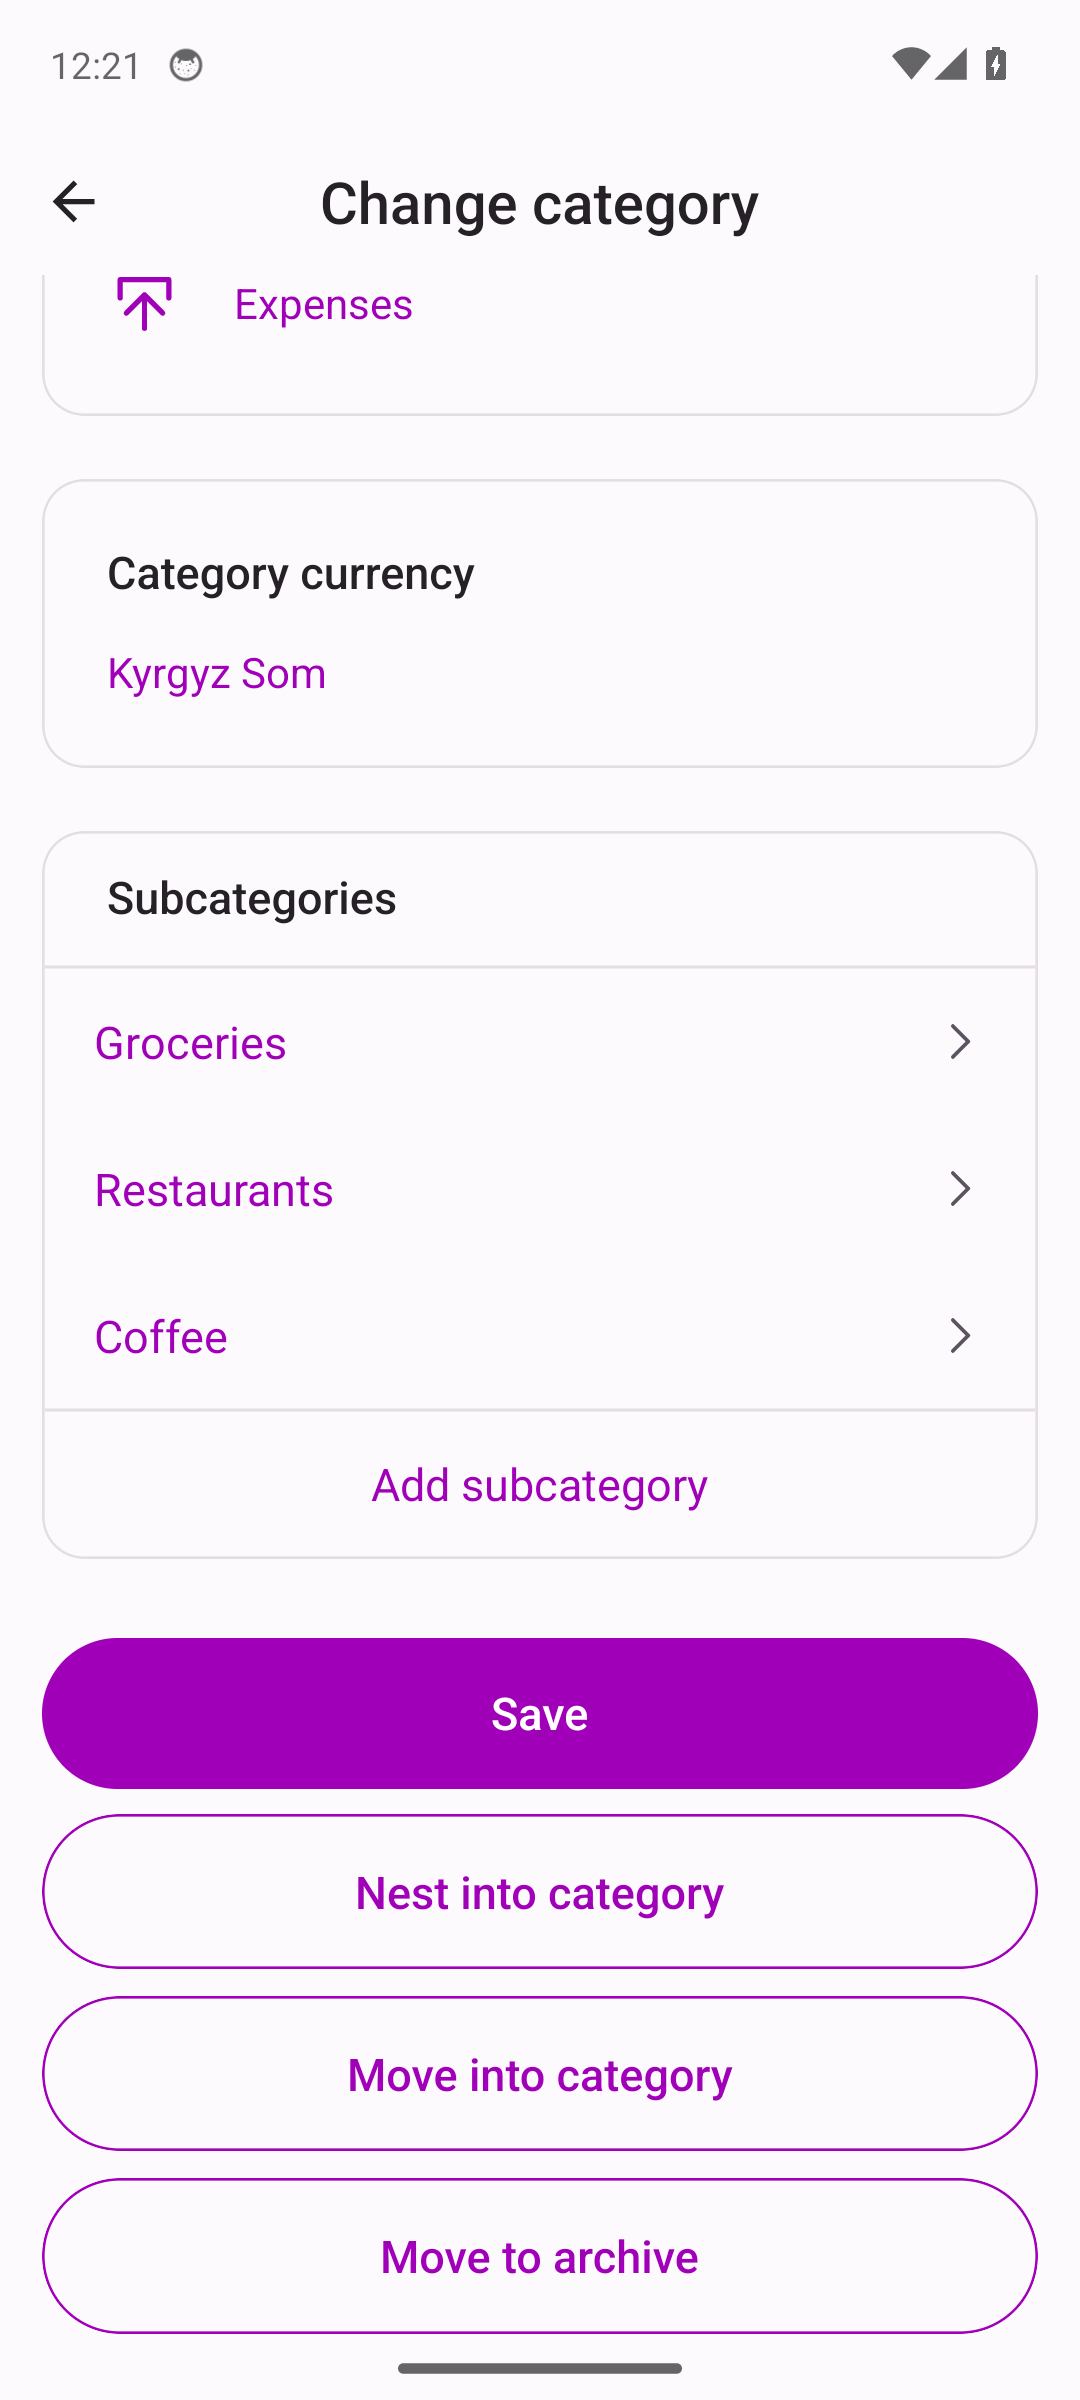 12:21
Change category
Expenses
Category currency
Kyrgyz Som
Subcategories
Groceries
Restaurants
Coffee
Add subcategory
Save
Nest into category
Move into category
Move to archive